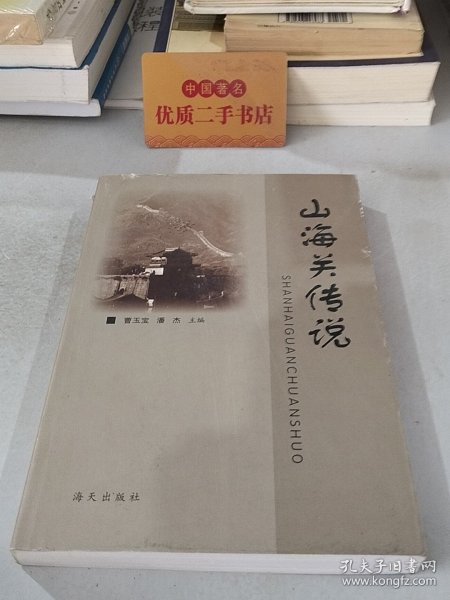 中国著名
优质二手书店
山海关传说
SHANHAIGUANCHUANSHUO
■ 曹玉宝 潘 杰 主编
海天出版社
孔夫子旧书网
www.kongfz.com